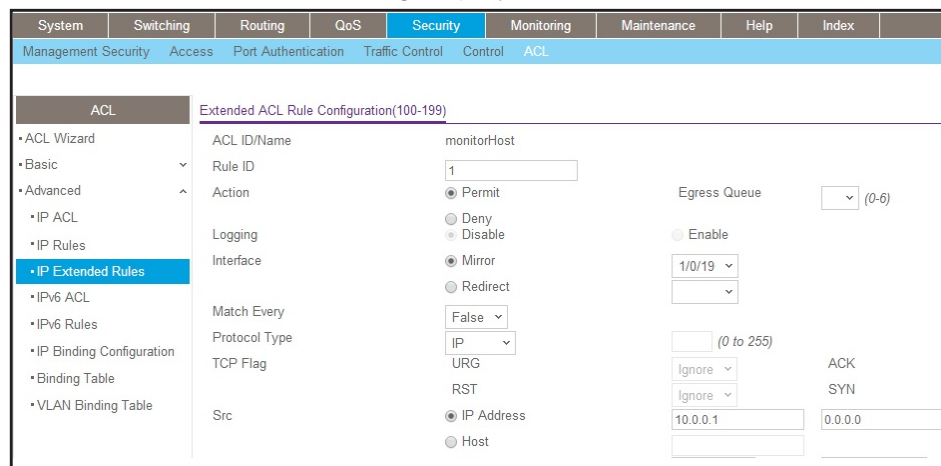 System Switching Routing QoS Security Monitoring Maintenance Help Index
Management Security Access Port Authentication Traffic Control Control ACL
ACL
ACL Wizard
Basic
Advanced
IP ACL
IP Rules
IP Extended Rules
IPv6 ACL
IPv6 Rules
IP Binding Configuration
Binding Table
VLAN Binding Table
Extended ACL Rule Configuration(100-199)
ACL ID/Name monitorHost
Rule ID 1
Action Permit Egress Queue (0-6)
Deny
Logging Disable Enable
Interface Mirror 1/0/19
Redirect
Match Every False
Protocol Type IP (0 to 255)
TCP Flag URG Ignore ACK
RST Ignore SYN
Src IP Address 10.0.0.1 0.0.0.0
Host